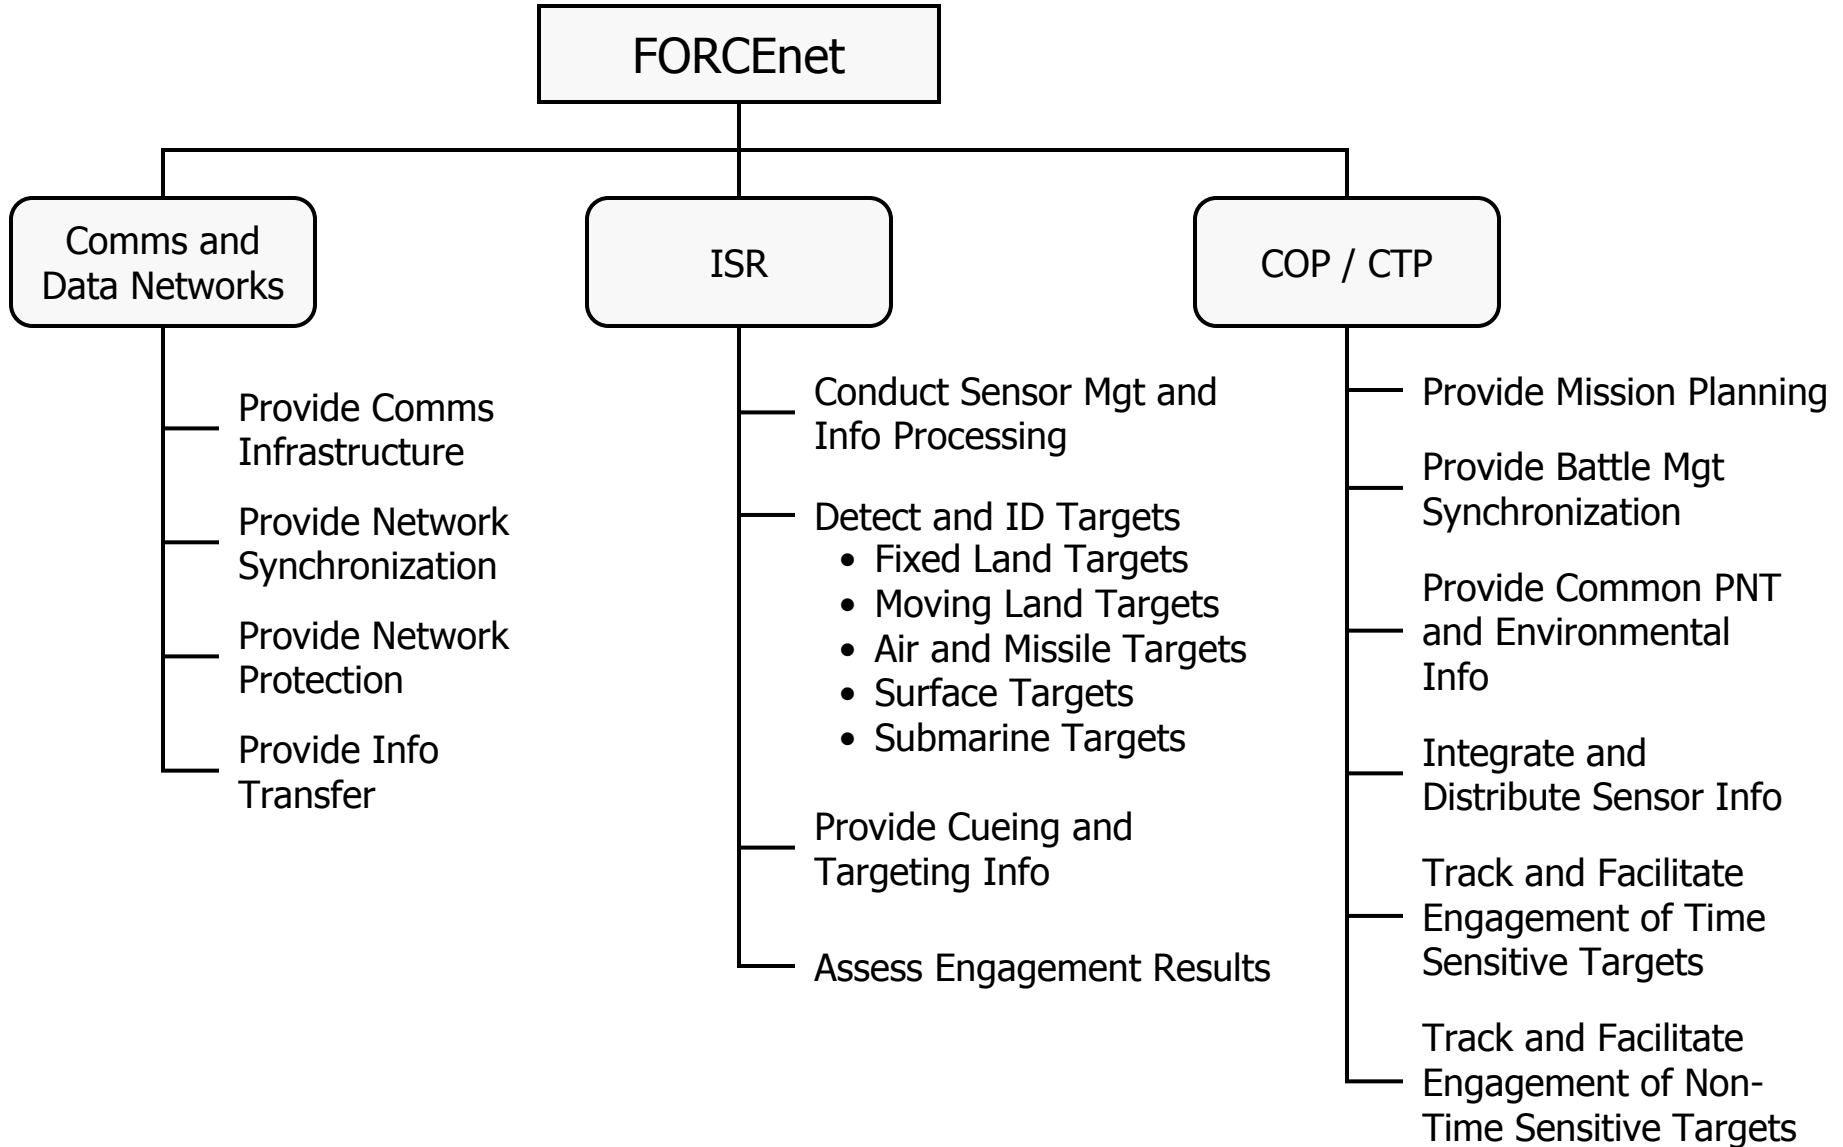 FORCEnet
Comms and
Data Networks
Provide Comms
Infrastructure
Provide Network
Synchronization
Provide Network
Protection
Provide Info
Transfer
ISR
Conduct Sensor Mgt and
Info Processing
Detect and ID Targets
• Fixed Land Targets
• Moving Land Targets
• Air and Missile Targets
• Surface Targets
• Submarine Targets
Provide Cueing and
Targeting Info
Assess Engagement Results
COP / CTP
Provide Mission Planning
Provide Battle Mgt
Synchronization
Provide Common PNT
and Environmental
Info
Integrate and
Distribute Sensor Info
Track and Facilitate
Engagement of Time
Sensitive Targets
Track and Facilitate
Engagement of Non-
Time Sensitive Targets